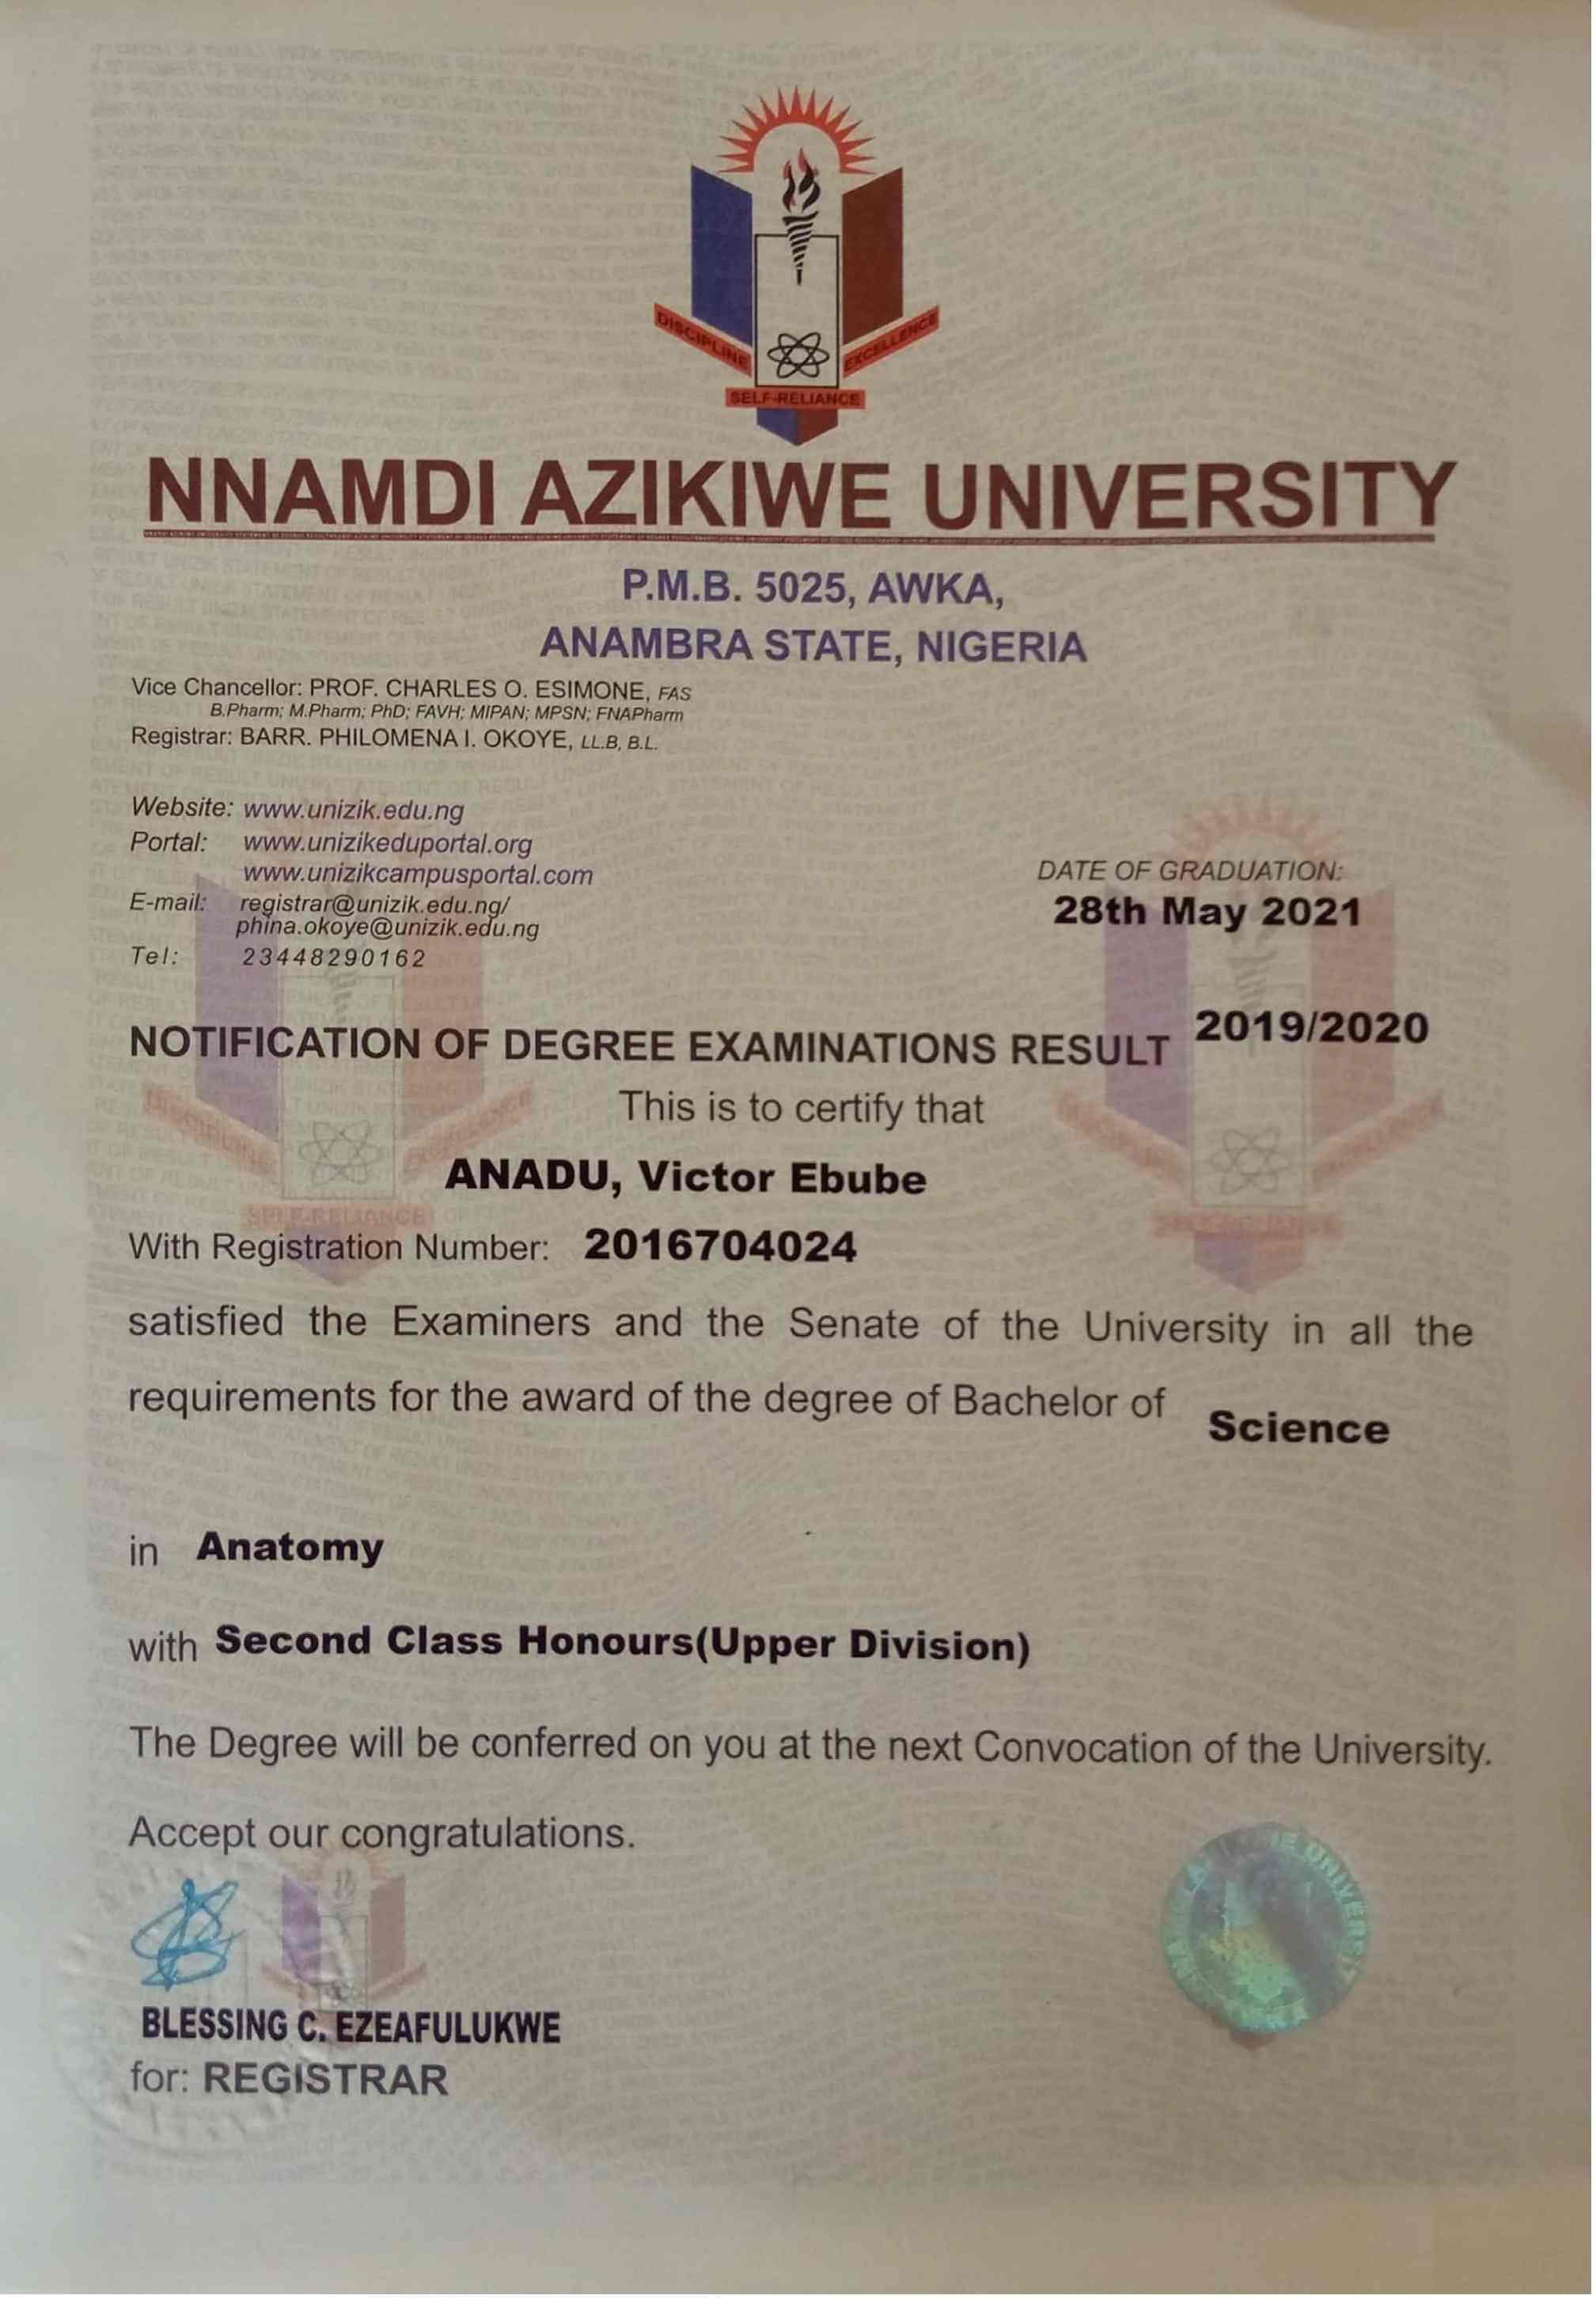 DISCIPLINE
EXCELLENCE
SELF-RELIANCE
NNAMDI AZIKIWE UNIVERSITY
P.M.B. 5025, AWKA,
ANAMBRA STATE, NIGERIA
Vice Chancellor: PROF. CHARLES O. ESIMONE, FAS
B.Pharm; M.Pharm; PhD; FAVH; MIPAN; MPSN; FNAPharm
Registrar: BARR. PHILOMENA I. OKOYE, LL.B, B.L.
Website: www.unizik.edu.ng
Portal: www.unizikeduportal.org
www.unizikcampusportal.com
E-mail: registrar@unizik.edu.ng/
phina.okoye@unizik.edu.ng
Tel: 23448290162
DATE OF GRADUATION:
28th May 2021
NOTIFICATION OF DEGREE EXAMINATIONS RESULT 2019/2020
This is to certify that
ANADU, Victor Ebube
With Registration Number: 2016704024
satisfied the Examiners and the Senate of the University in all the
requirements for the award of the degree of Bachelor of Science
in Anatomy
with Second Class Honours(Upper Division)
The Degree will be conferred on you at the next Convocation of the University.
Accept our congratulations.
BLESSING C. EZEAFULUKWE
for: REGISTRAR